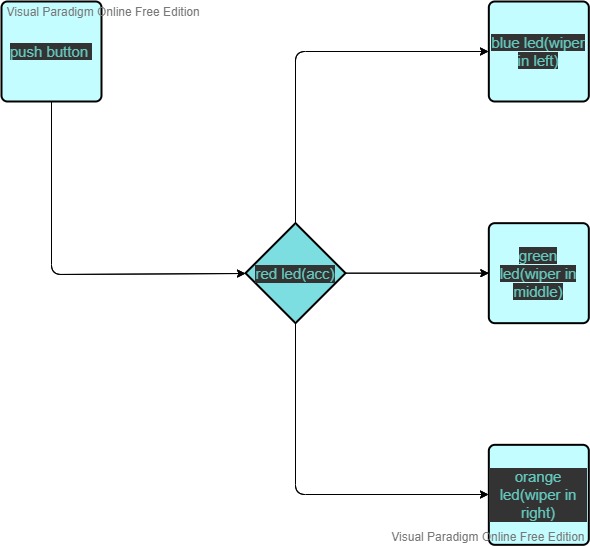 Visual Paradigm Online Free Edition
push button
blue led(wiper
in left)
red led(acc)
green
led(wiper in
middle)
orange
led(wiper in
right)
Visual Paradigm Online Free Edition